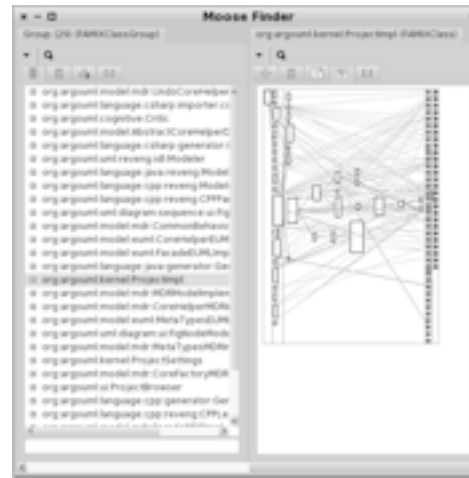 Moose Finder
Group (29) (FAMIXClassGroup)
org.argouml.kernel.ProjectImpl (FAMIXClass)
org.argouml.model.mdr.UndoCoreHelper
org.argouml.language.csharp.importer.cs
org.argouml.cognitive.Critic
org.argouml.model.AbstractCoreHelperD
org.argouml.language.csharp.generator
org.argouml.uml.reveng.idl.Modeler
org.argouml.language.java.reveng.Model
org.argouml.language.cpp.reveng.Model
org.argouml.language.cpp.reveng.CPPPar
org.argouml.uml.diagram.sequence.ui.Fig
org.argouml.model.mdr.CommonBehavio
org.argouml.model.euml.CoreHelperEUM
org.argouml.model.euml.FacadeEUMLImp
org.argouml.language.java.generator.Ger
org.argouml.kernel.ProjectImpl
org.argouml.model.mdr.MDRModelImplem
org.argouml.model.mdr.CoreHelperMDRI
org.argouml.model.euml.MetaTypesEUMI
org.argouml.uml.diagram.ui.FigNodeMode
org.argouml.model.mdr.MetaTypesMDRI
org.argouml.kernel.ProjectSettings
org.argouml.model.mdr.CoreFactoryMDR
org.argouml.ui.ProjectBrowser
org.argouml.language.cpp.generator.Ger
org.argouml.language.cpp.reveng.CPPLe